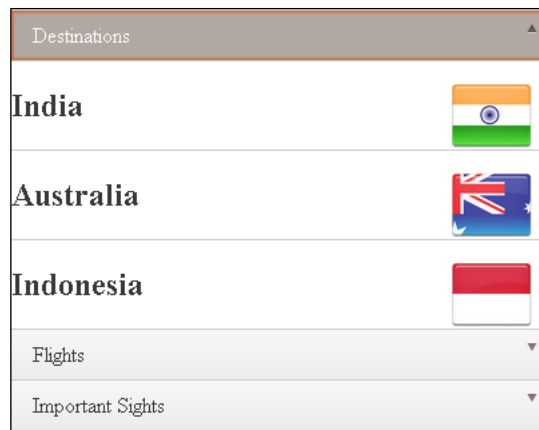 Destinations
India
Australia
Indonesia
Flights
Important Sights